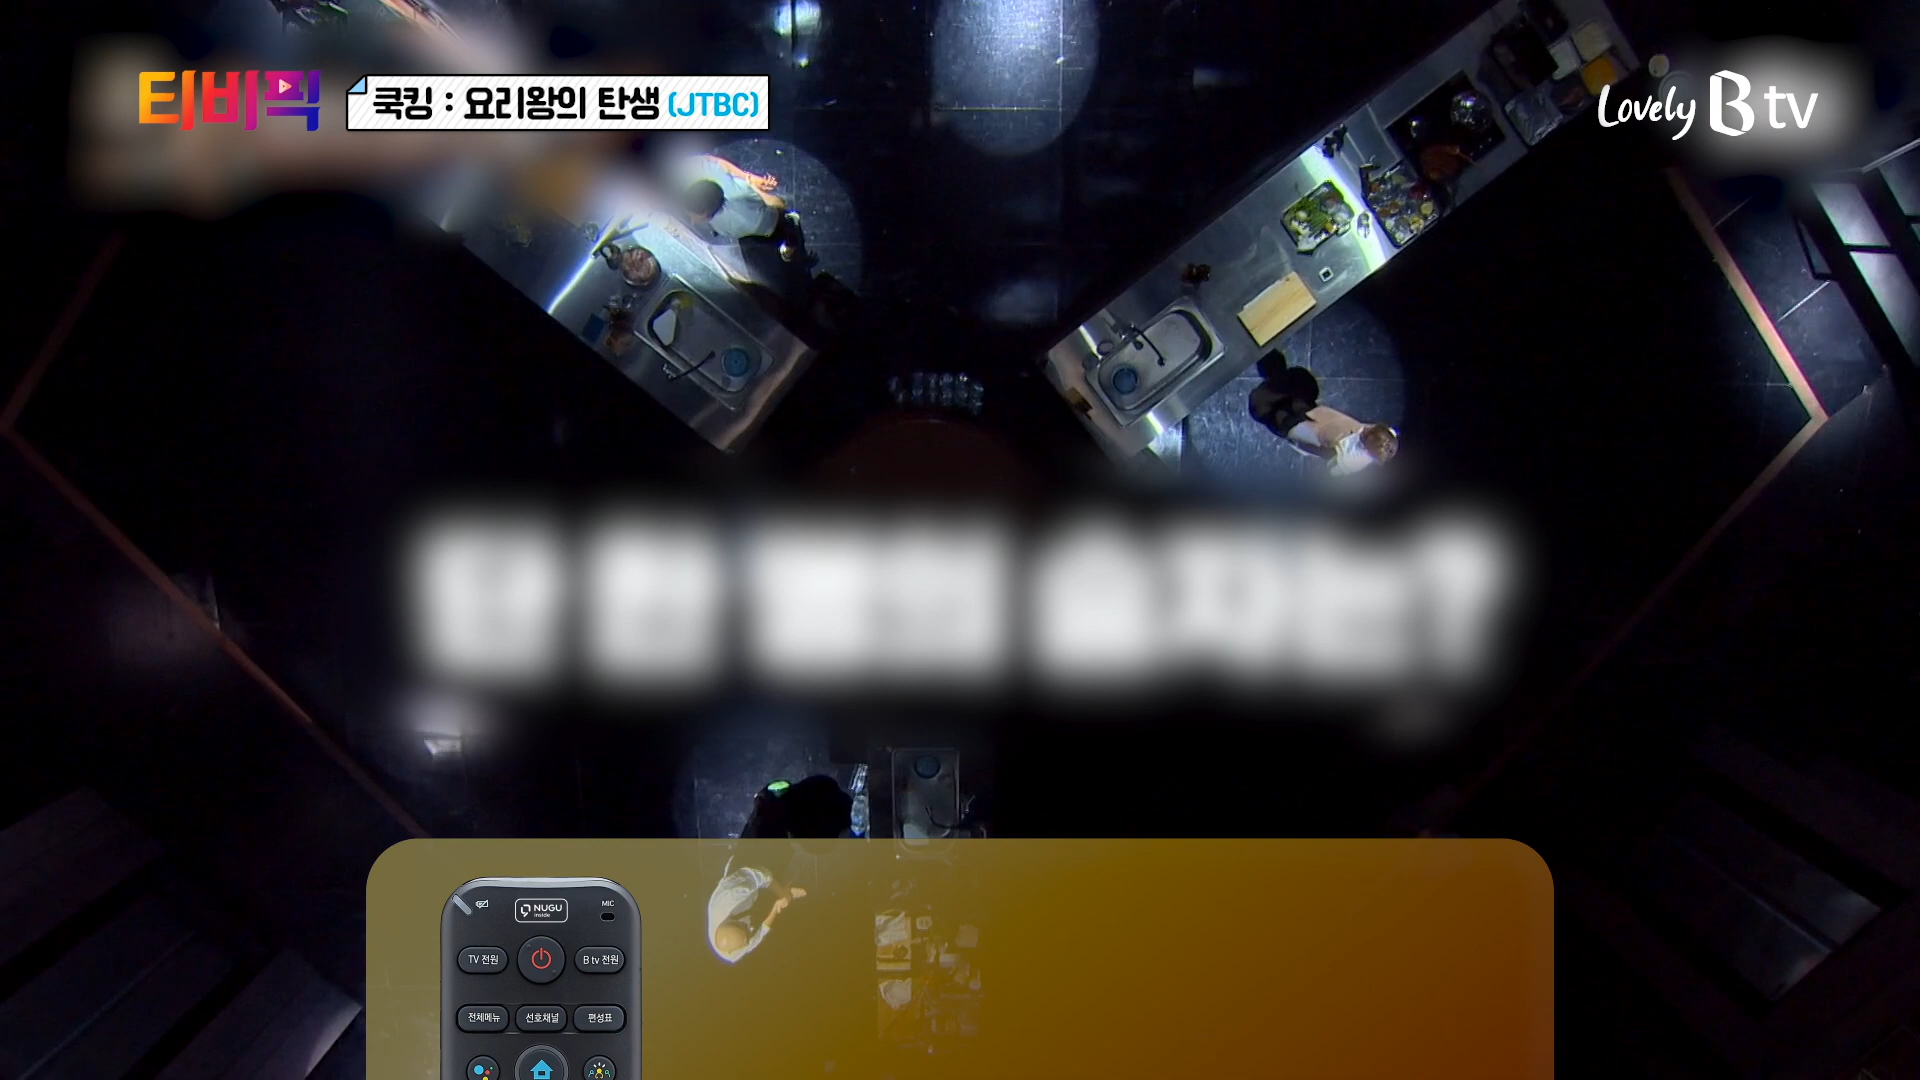 티비픽
쿡킹 : 요리왕의 탄생 (JTBC)
Lovely B tv
NUGU
inside
MIC
TV 전원
B tv 전원
전체메뉴
선호채널
편성표